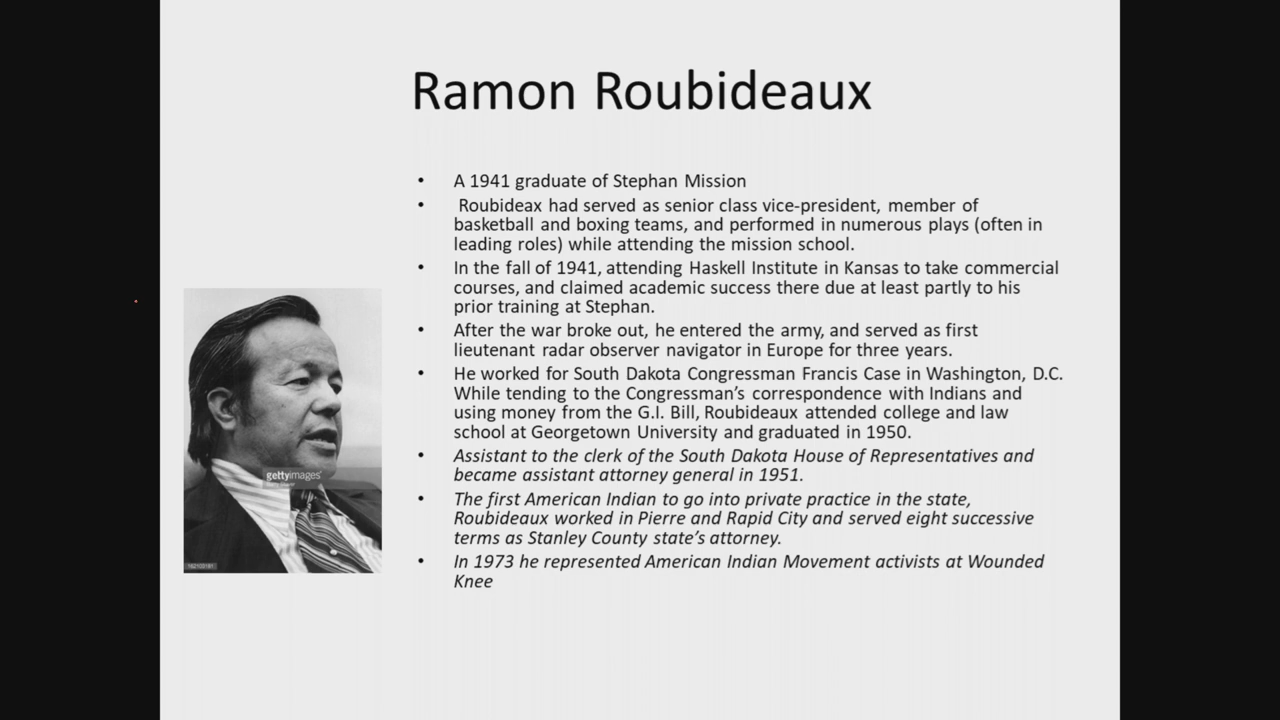 Ramon Roubideaux
• A 1941 graduate of Stephan Mission
• Roubideax had served as senior class vice-president, member of
basketball and boxing teams, and performed in numerous plays (often in
leading roles) while attending the mission school.
• In the fall of 1941, attending Haskell Institute in Kansas to take commercial
courses, and claimed academic success there due at least partly to his
prior training at Stephan.
• After the war broke out, he entered the army, and served as first
lieutenant radar observer navigator in Europe for three years.
• He worked for South Dakota Congressman Francis Case in Washington, D.C.
While tending to the Congressman’s correspondence with Indians and
using money from the G.I. Bill, Roubideaux attended college and law
school at Georgetown University and graduated in 1950.
• Assistant to the clerk of the South Dakota House of Representatives and
became assistant attorney general in 1951.
• The first American Indian to go into private practice in the state,
Roubideaux worked in Pierre and Rapid City and served eight successive
terms as Stanley County state’s attorney.
• In 1973 he represented American Indian Movement activists at Wounded
Knee
gettyimages